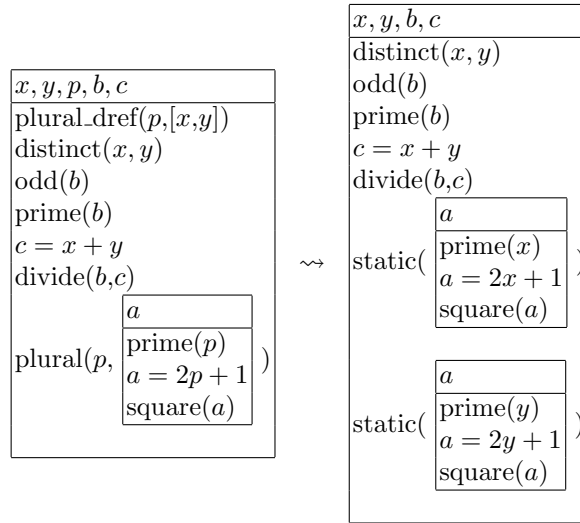 x, y, p, b, c
plural_dref(p,[x,y])
distinct(x, y)
odd(b)
prime(b)
c = x + y
divide(b,c)
plural(p,
a
prime(p)
a = 2p + 1
square(a)
)
⇝
x, y, b, c
distinct(x, y)
odd(b)
prime(b)
c = x + y
divide(b,c)
static(
a
prime(x)
a = 2x + 1
square(a)
)
static(
a
prime(y)
a = 2y + 1
square(a)
)